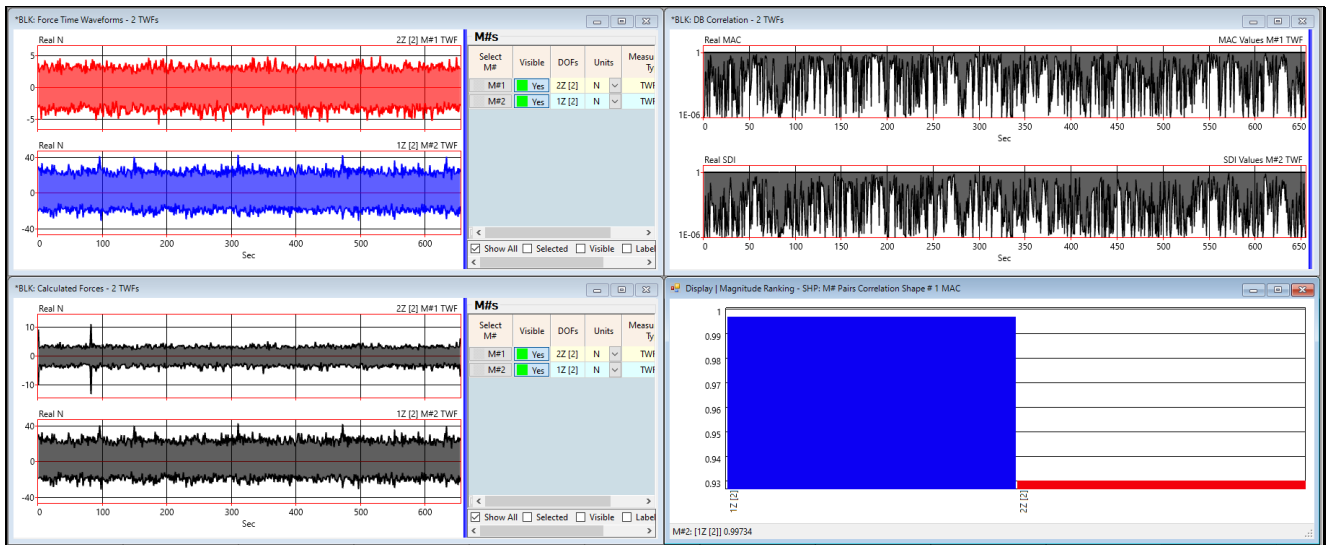 *BLK: Force Time Waveforms - 2 TWFs
Real N 2Z [2] M#1 TWF
5
0
-5
Real N 1Z [2] M#2 TWF
40
0
-40
0 100 200 300 400 500 600
Sec
M#s
Select M# Visible DOFs Units Measu Ty
M#1 Yes 2Z [2] N TWF
M#2 Yes 1Z [2] N TWF
Show All Selected Visible Label
*BLK: DB Correlation - 2 TWFs
Real MAC MAC Values M#1 TWF
1
1E-06
0 50 100 150 200 250 300 350 400 450 500 550 600 650
Sec
Real SDI SDI Values M#2 TWF
1
1E-06
0 50 100 150 200 250 300 350 400 450 500 550 600 650
Sec
*BLK: Calculated Forces - 2 TWFs
Real N 2Z [2] M#1 TWF
10
0
-10
Real N 1Z [2] M#2 TWF
40
0
-40
0 100 200 300 400 500 600
Sec
M#s
Select M# Visible DOFs Units Measu Ty
M#1 Yes 2Z [2] N TWF
M#2 Yes 1Z [2] N TWF
Show All Selected Visible Label
Display | Magnitude Ranking - SHP: M# Pairs Correlation Shape # 1 MAC
1
0.99
0.98
0.97
0.96
0.95
0.94
0.93
1Z [2] 2Z [2]
M#2: [1Z [2]] 0.99734